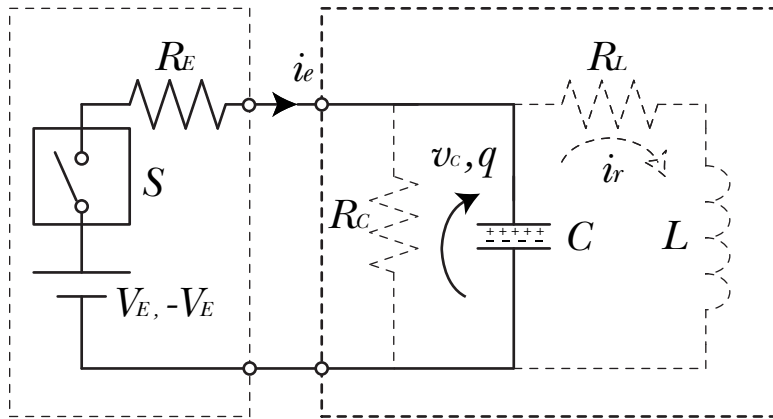 R_E
i_e
R_L
v_C, q
i_r
S
R_C
+ + + + +
− − − − −
C
L
V_E, -V_E